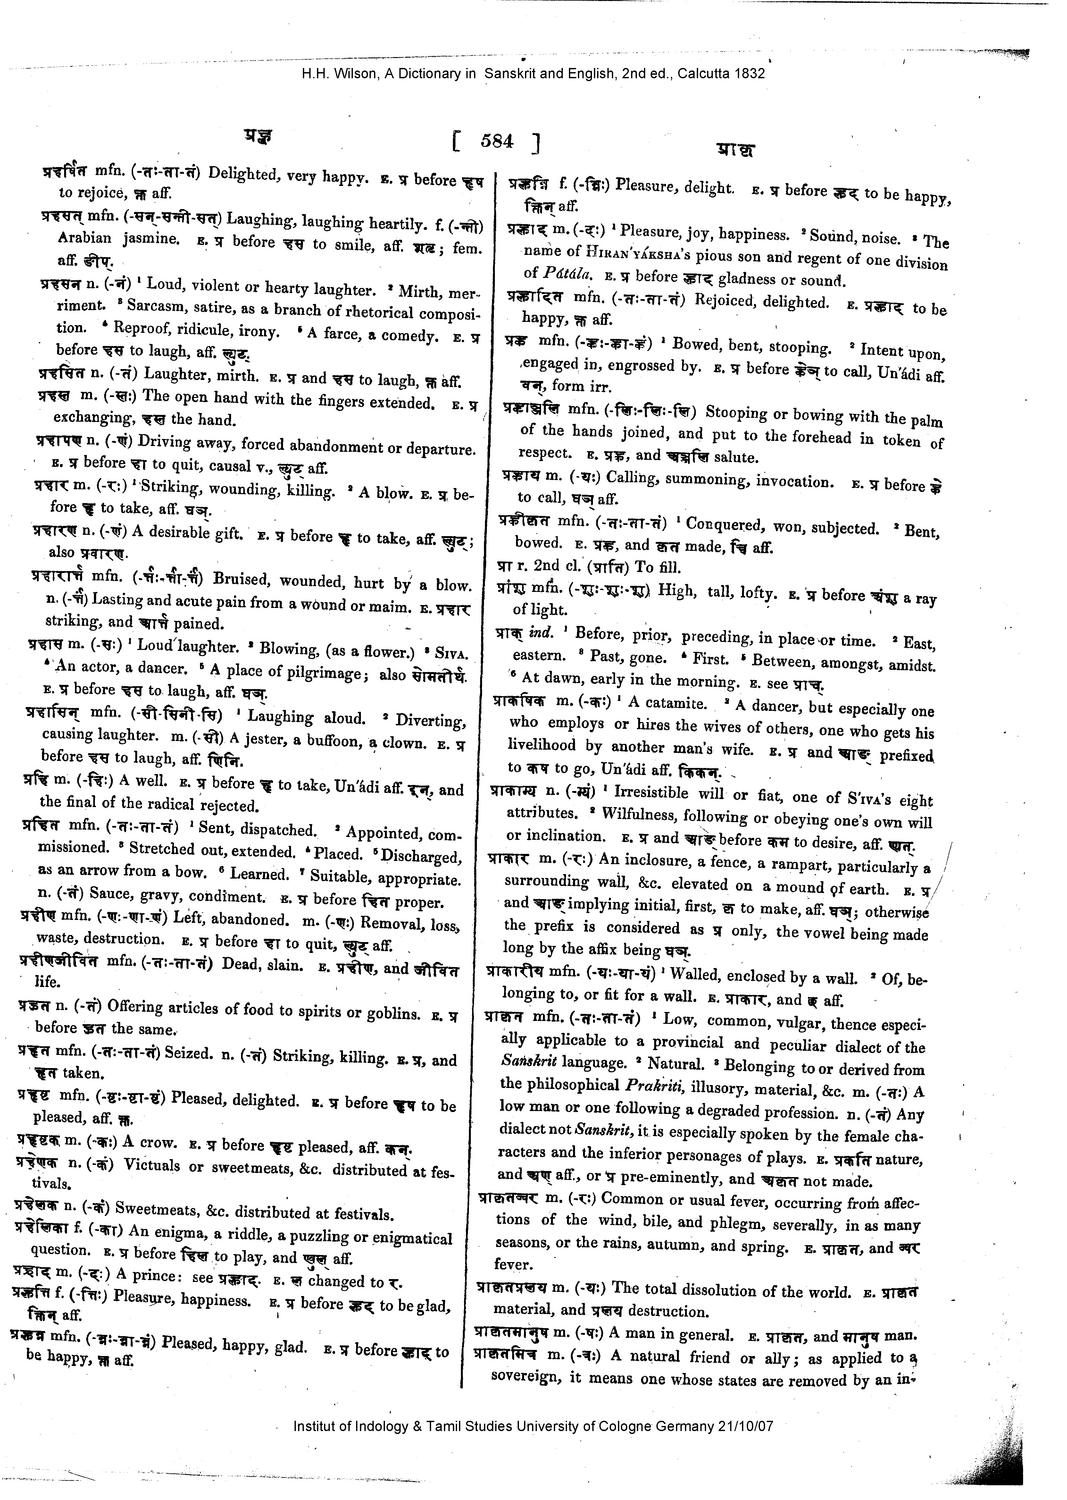 H.H. Wilson, A Dictionary in Sanskrit and English, 2nd ed., Calcutta 1832
प्रह्ल
[ 584 ]
प्राकृ
प्रहर्षित mfn. (-तः-ता-तं) Delighted, very happy. E. प्र before हृष
to rejoice, क्त aff.
प्रहसत् mfn. (-सन्-सन्ती-सत्) Laughing, laughing heartily. f. (-न्ती)
Arabian jasmine. E. प्र before हस to smile, aff. शतृ; fem.
aff. ङीप्.
प्रहसन n. (-नं) ¹ Loud, violent or hearty laughter. ² Mirth, mer-
riment. ³ Sarcasm, satire, as a branch of rhetorical composi-
tion. ⁴ Reproof, ridicule, irony. ⁵ A farce, a comedy. E. प्र
before हस to laugh, aff. ल्युट्.
प्रहसित n. (-तं) Laughter, mirth. E. प्र and हस to laugh, क्त aff.
प्रहस्त m. (-स्तः) The open hand with the fingers extended. E. प्र
exchanging, हस्त the hand.
प्रहापण n. (-णं) Driving away, forced abandonment or departure.
E. प्र before हा to quit, causal v., ल्युट् aff.
प्रहार m. (-रः) ¹ Striking, wounding, killing. ² A blow. E. प्र be-
fore हृ to take, aff. घञ्.
प्रहारण n. (-णं) A desirable gift. E. प्र before हृ to take, aff. ल्युट्;
also प्रवारण.
प्रहारार्त्त mfn. (-र्त्तः-र्त्ता-र्त्तं) Bruised, wounded, hurt by a blow.
n. (-र्त्तं) Lasting and acute pain from a wound or maim. E. प्रहार
striking, and आर्त्त pained.
प्रहास m. (-सः) ¹ Loud laughter. ² Blowing, (as a flower.) ³ SIVA.
⁴ An actor, a dancer. ⁵ A place of pilgrimage; also सोमतीर्थ.
E. प्र before हस to laugh, aff. घञ्.
प्रहासिन् mfn. (-सी-सिनी-सि) ¹ Laughing aloud. ² Diverting,
causing laughter. m. (-सी) A jester, a buffoon, a clown. E. प्र
before हस to laugh, aff. णिनि.
प्रहि m. (-हिः) A well. E. प्र before हृ to take, Un'ádi aff. इन्, and
the final of the radical rejected.
प्रहित mfn. (-तः-ता-तं) ¹ Sent, dispatched. ² Appointed, com-
missioned. ³ Stretched out, extended. ⁴ Placed. ⁵ Discharged,
as an arrow from a bow. ⁶ Learned. ⁷ Suitable, appropriate.
n. (-तं) Sauce, gravy, condiment. E. प्र before हित proper.
प्रहीण mfn. (-णः-णा-णं) Left, abandoned. m. (-णः) Removal, loss,
waste, destruction. E. प्र before हा to quit, ल्युट् aff.
प्रहीणजीवित mfn. (-तः-ता-तं) Dead, slain. E. प्रहीण, and जीवित
life.
प्रहुत n. (-तं) Offering articles of food to spirits or goblins. E. प्र
before हुत the same.
प्रहृत mfn. (-तः-ता-तं) Seized. n. (-तं) Striking, killing. E. प्र, and
हृत taken.
प्रहृष्ट mfn. (-ष्टः-ष्टा-ष्टं) Pleased, delighted. E. प्र before हृष to be
pleased, aff. क्त.
प्रहृष्टक m. (-कः) A crow. E. प्र before हृष्ट pleased, aff. कन्.
प्रहेणक n. (-कं) Victuals or sweetmeats, &c. distributed at fes-
tivals.
प्रहेलक n. (-कं) Sweetmeats, &c. distributed at festivals.
प्रहेलिका f. (-का) An enigma, a riddle, a puzzling or enigmatical
question. E. प्र before हिल to play, and ण्वुल् aff.
प्रह्राद m. (-दः) A prince: see प्रह्लाद. E. ल changed to र.
प्रह्लत्ति f. (-त्तिः) Pleasure, happiness. E. प्र before ह्लद् to be glad,
क्तिन् aff.
प्रह्लन्न mfn. (-न्नः-न्ना-न्नं) Pleased, happy, glad. E. प्र before ह्लाद् to
be happy, क्त aff.
प्रह्लन्नि f. (-न्निः) Pleasure, delight. E. प्र before ह्लद् to be happy,
क्तिन् aff.
प्रह्लाद m. (-दः) ¹ Pleasure, joy, happiness. ² Sound, noise. ³ The
name of HIRAN'YÁKSHA's pious son and regent of one division
of Pátála. E. प्र before ह्लाद् gladness or sound.
प्रह्लादित mfn. (-तः-ता-तं) Rejoiced, delighted. E. प्रह्लाद् to be
happy, क्त aff.
प्रह्व mfn. (-ह्वः-ह्वा-ह्वं) ¹ Bowed, bent, stooping. ² Intent upon,
engaged in, engrossed by. E. प्र before ह्वेञ् to call, Un'ádi aff.
वन्, form irr.
प्रह्वाञ्जलि mfn. (-लिः-लिः-लि) Stooping or bowing with the palm
of the hands joined, and put to the forehead in token of
respect. E. प्रह्व, and अञ्जलि salute.
प्रह्वाय m. (-यः) Calling, summoning, invocation. E. प्र before ह्वे
to call, घञ् aff.
प्रह्वीकृत mfn. (-तः-ता-तं) ¹ Conquered, won, subjected. ² Bent,
bowed. E. प्रह्व, and कृत made, च्वि aff.
प्रा r. 2nd cl. (प्राति) To fill.
प्रांशु mfn. (-शुः-शुः-शु) High, tall, lofty. E. प्र before अंशु a ray
of light.
प्राक् ind. ¹ Before, prior, preceding, in place or time. ² East,
eastern. ³ Past, gone. ⁴ First. ⁵ Between, amongst, amidst.
⁶ At dawn, early in the morning. E. see प्राच्.
प्राकषिक m. (-कः) ¹ A catamite. ² A dancer, but especially one
who employs or hires the wives of others, one who gets his
livelihood by another man's wife. E. प्र and आङ् prefixed
to कष to go, Un'ádi aff. किकन्.
प्राकाम्य n. (-म्यं) ¹ Irresistible will or fiat, one of S'IVA's eight
attributes. ² Wilfulness, following or obeying one's own will
or inclination. E. प्र and आङ् before कम to desire, aff. ण्यत्.
प्राकार m. (-रः) An inclosure, a fence, a rampart, particularly a
surrounding wall, &c. elevated on a mound of earth. E. प्र
and आङ् implying initial, first, कृ to make, aff. घञ्; otherwise
the prefix is considered as प्र only, the vowel being made
long by the affix being घञ्.
प्राकारीय mfn. (-यः-या-यं) ¹ Walled, enclosed by a wall. ² Of, be-
longing to, or fit for a wall. E. प्राकार, and छ aff.
प्राकृत mfn. (-तः-ता-तं) ¹ Low, common, vulgar, thence especi-
ally applicable to a provincial and peculiar dialect of the
Sanskrit language. ² Natural. ³ Belonging to or derived from
the philosophical Prakriti, illusory, material, &c. m. (-तः) A
low man or one following a degraded profession. n. (-तं) Any
dialect not Sanskrit, it is especially spoken by the female cha-
racters and the inferior personages of plays. E. प्रकृति nature,
and अण् aff., or प्र pre-eminently, and अकृत not made.
प्राकृतज्वर m. (-रः) Common or usual fever, occurring from affec-
tions of the wind, bile, and phlegm, severally, in as many
seasons, or the rains, autumn, and spring. E. प्राकृत, and ज्वर
fever.
प्राकृतप्रलय m. (-यः) The total dissolution of the world. E. प्राकृत
material, and प्रलय destruction.
प्राकृतमानुष m. (-षः) A man in general. E. प्राकृत, and मानुष man.
प्राकृतमित्र m. (-त्रः) A natural friend or ally; as applied to a
sovereign, it means one whose states are removed by an in-
Institut of Indology & Tamil Studies University of Cologne Germany 21/10/07